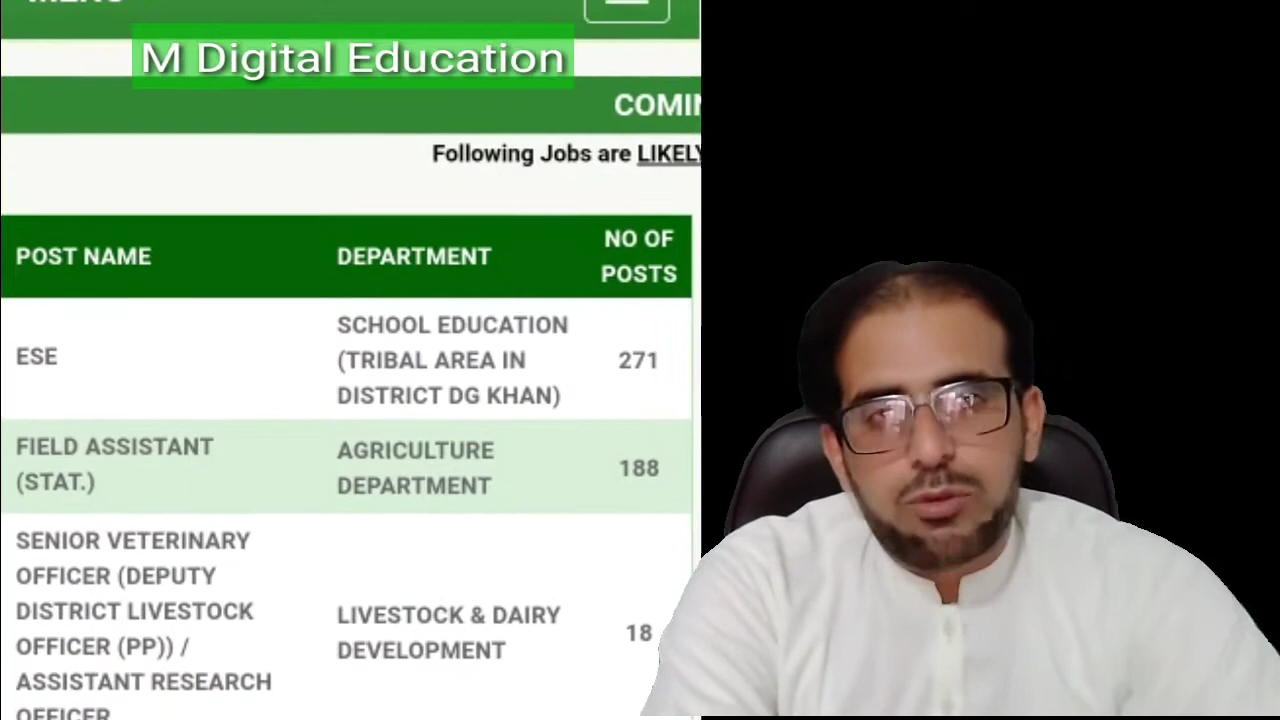 M Digital Education
COMIN
Following Jobs are LIKELY
POST NAME
DEPARTMENT
NO OF
POSTS
ESE
SCHOOL EDUCATION
(TRIBAL AREA IN
DISTRICT DG KHAN)
271
FIELD ASSISTANT
(STAT.)
AGRICULTURE
DEPARTMENT
188
SENIOR VETERINARY
OFFICER (DEPUTY
DISTRICT LIVESTOCK
OFFICER (PP)) /
ASSISTANT RESEARCH
OFFICER
LIVESTOCK & DAIRY
DEVELOPMENT
18